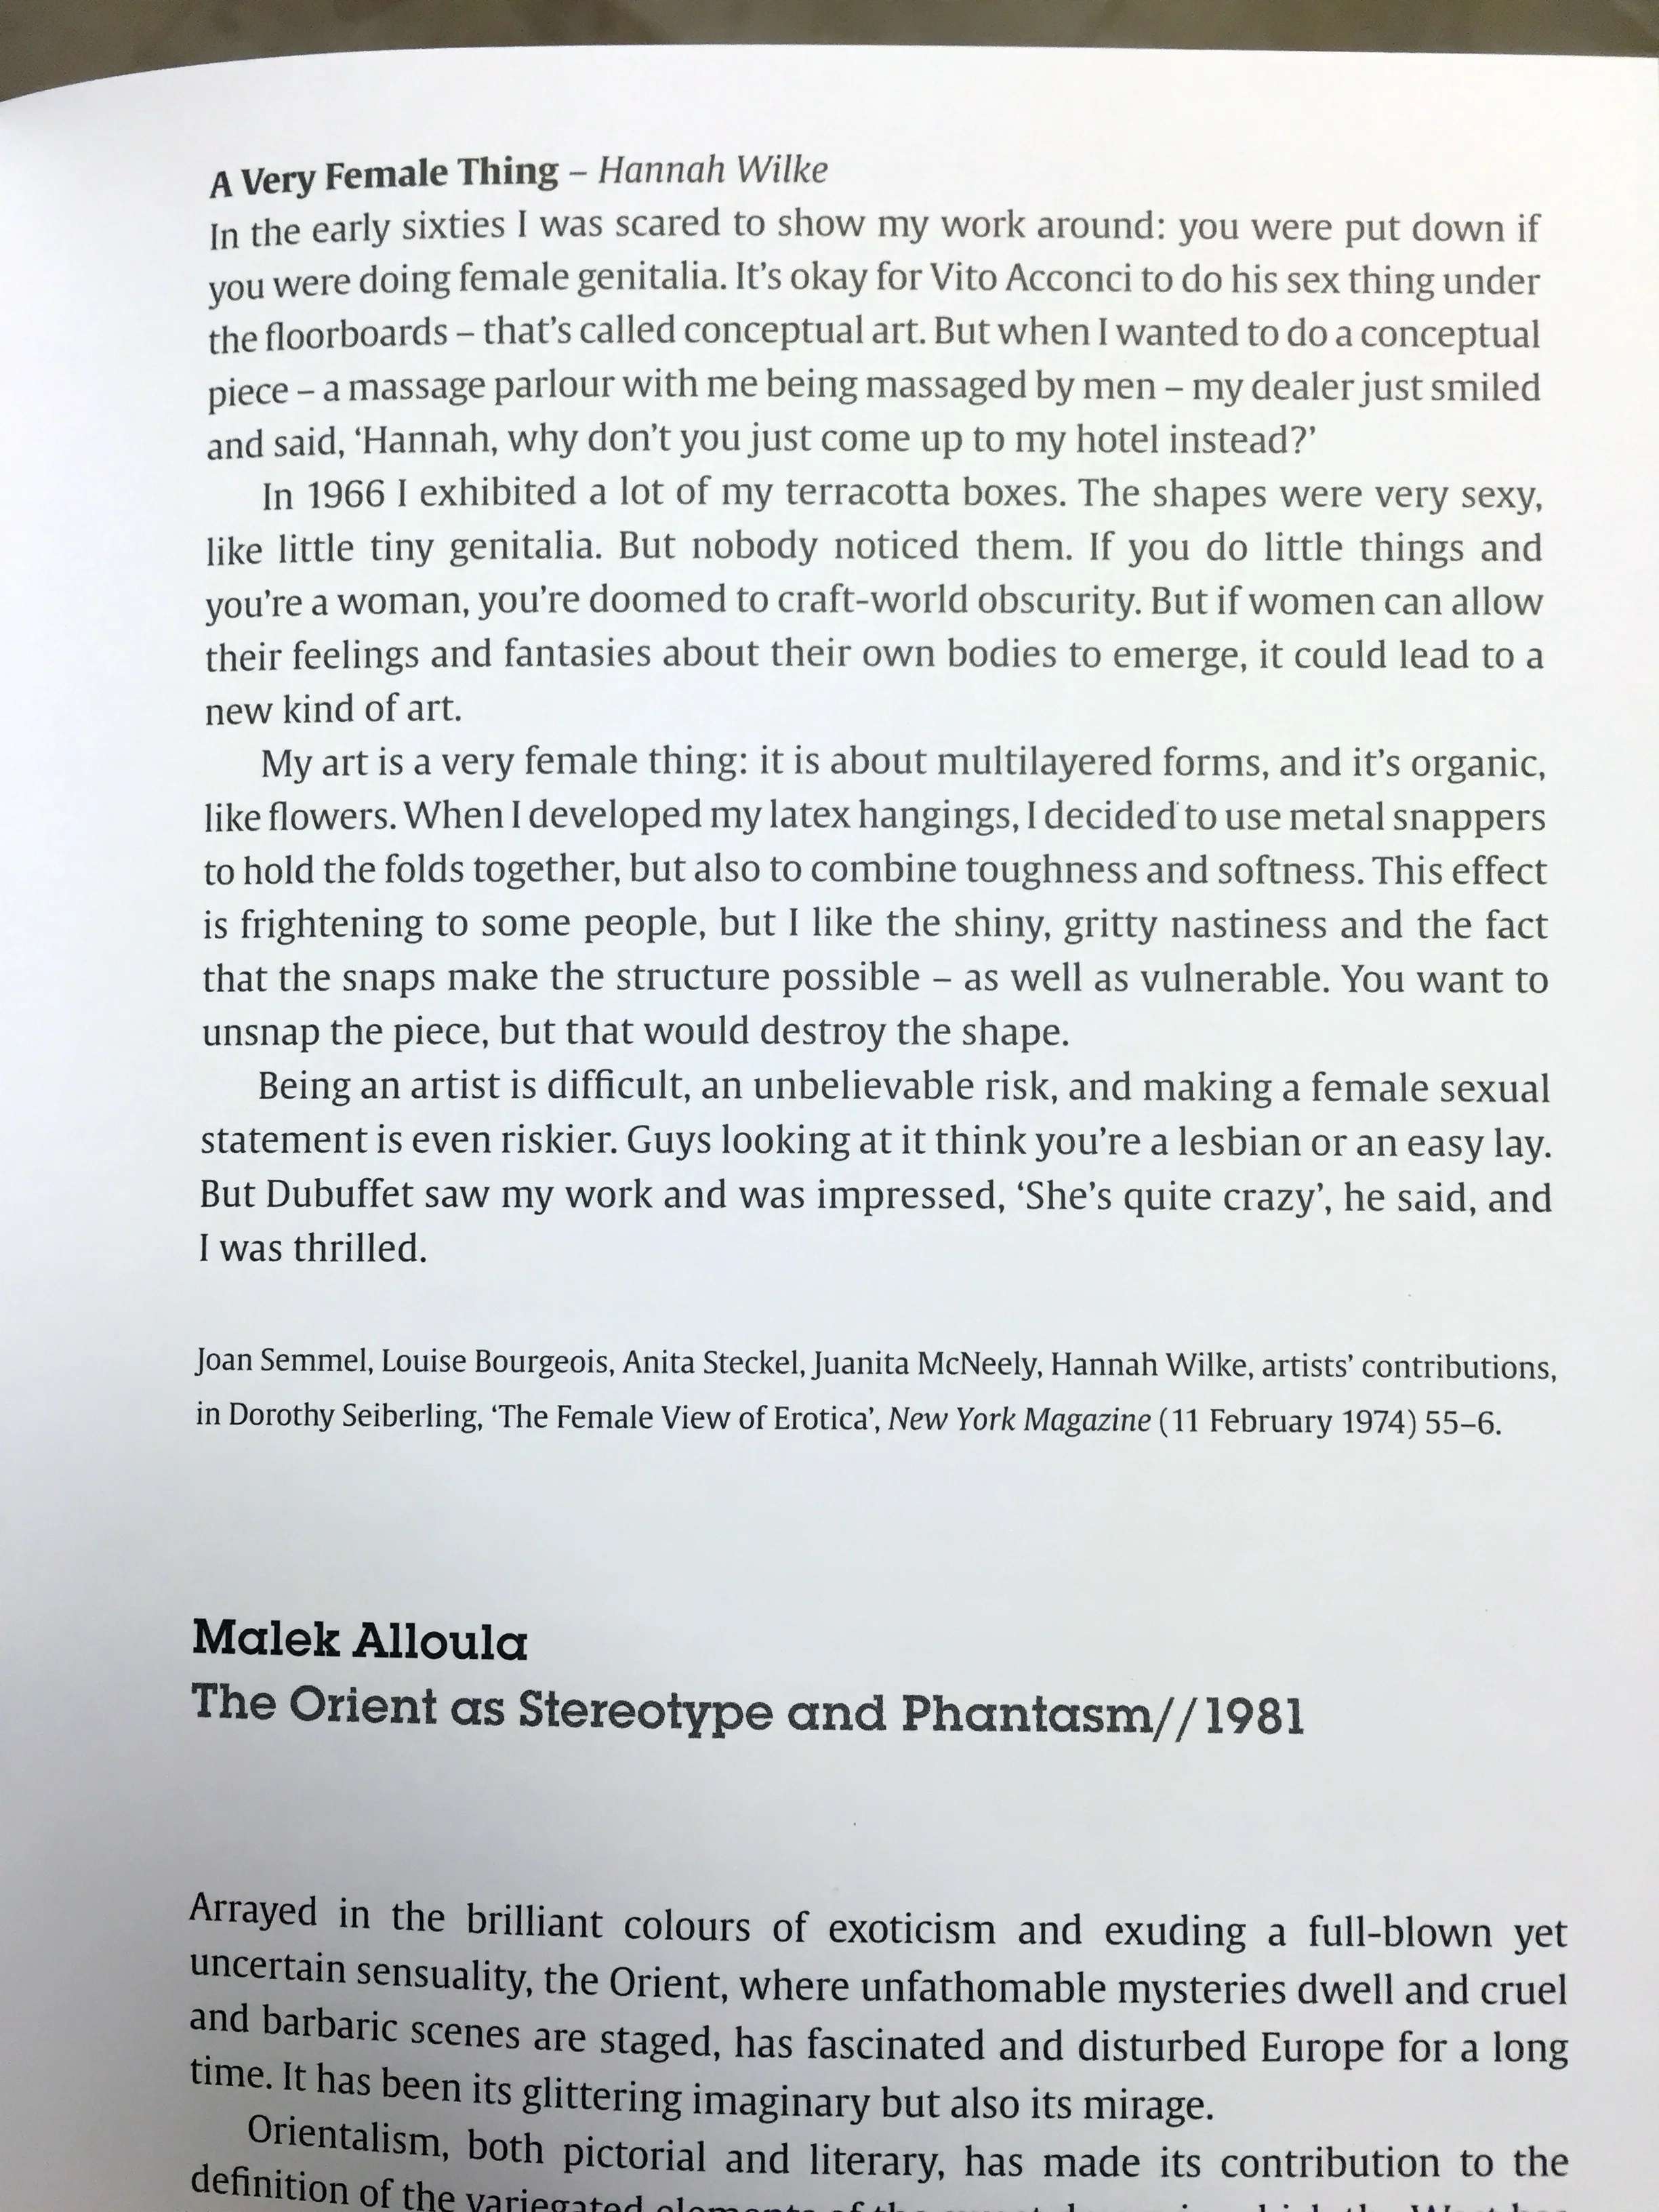 A Very Female Thing – Hannah Wilke
In the early sixties I was scared to show my work around: you were put down if
you were doing female genitalia. It's okay for Vito Acconci to do his sex thing under
the floorboards – that's called conceptual art. But when I wanted to do a conceptual
piece – a massage parlour with me being massaged by men – my dealer just smiled
and said, ‘Hannah, why don't you just come up to my hotel instead?’
In 1966 I exhibited a lot of my terracotta boxes. The shapes were very sexy,
like little tiny genitalia. But nobody noticed them. If you do little things and
you're a woman, you're doomed to craft-world obscurity. But if women can allow
their feelings and fantasies about their own bodies to emerge, it could lead to a
new kind of art.
My art is a very female thing: it is about multilayered forms, and it's organic,
like flowers. When I developed my latex hangings, I decided to use metal snappers
to hold the folds together, but also to combine toughness and softness. This effect
is frightening to some people, but I like the shiny, gritty nastiness and the fact
that the snaps make the structure possible – as well as vulnerable. You want to
unsnap the piece, but that would destroy the shape.
Being an artist is difficult, an unbelievable risk, and making a female sexual
statement is even riskier. Guys looking at it think you're a lesbian or an easy lay.
But Dubuffet saw my work and was impressed, ‘She's quite crazy’, he said, and
I was thrilled.
Joan Semmel, Louise Bourgeois, Anita Steckel, Juanita McNeely, Hannah Wilke, artists' contributions,
in Dorothy Seiberling, ‘The Female View of Erotica’, New York Magazine (11 February 1974) 55–6.
Malek Alloula
The Orient as Stereotype and Phantasm//1981
Arrayed in the brilliant colours of exoticism and exuding a full-blown yet
uncertain sensuality, the Orient, where unfathomable mysteries dwell and cruel
and barbaric scenes are staged, has fascinated and disturbed Europe for a long
time. It has been its glittering imaginary but also its mirage.
Orientalism, both pictorial and literary, has made its contribution to the
definition of the variegated elements of the